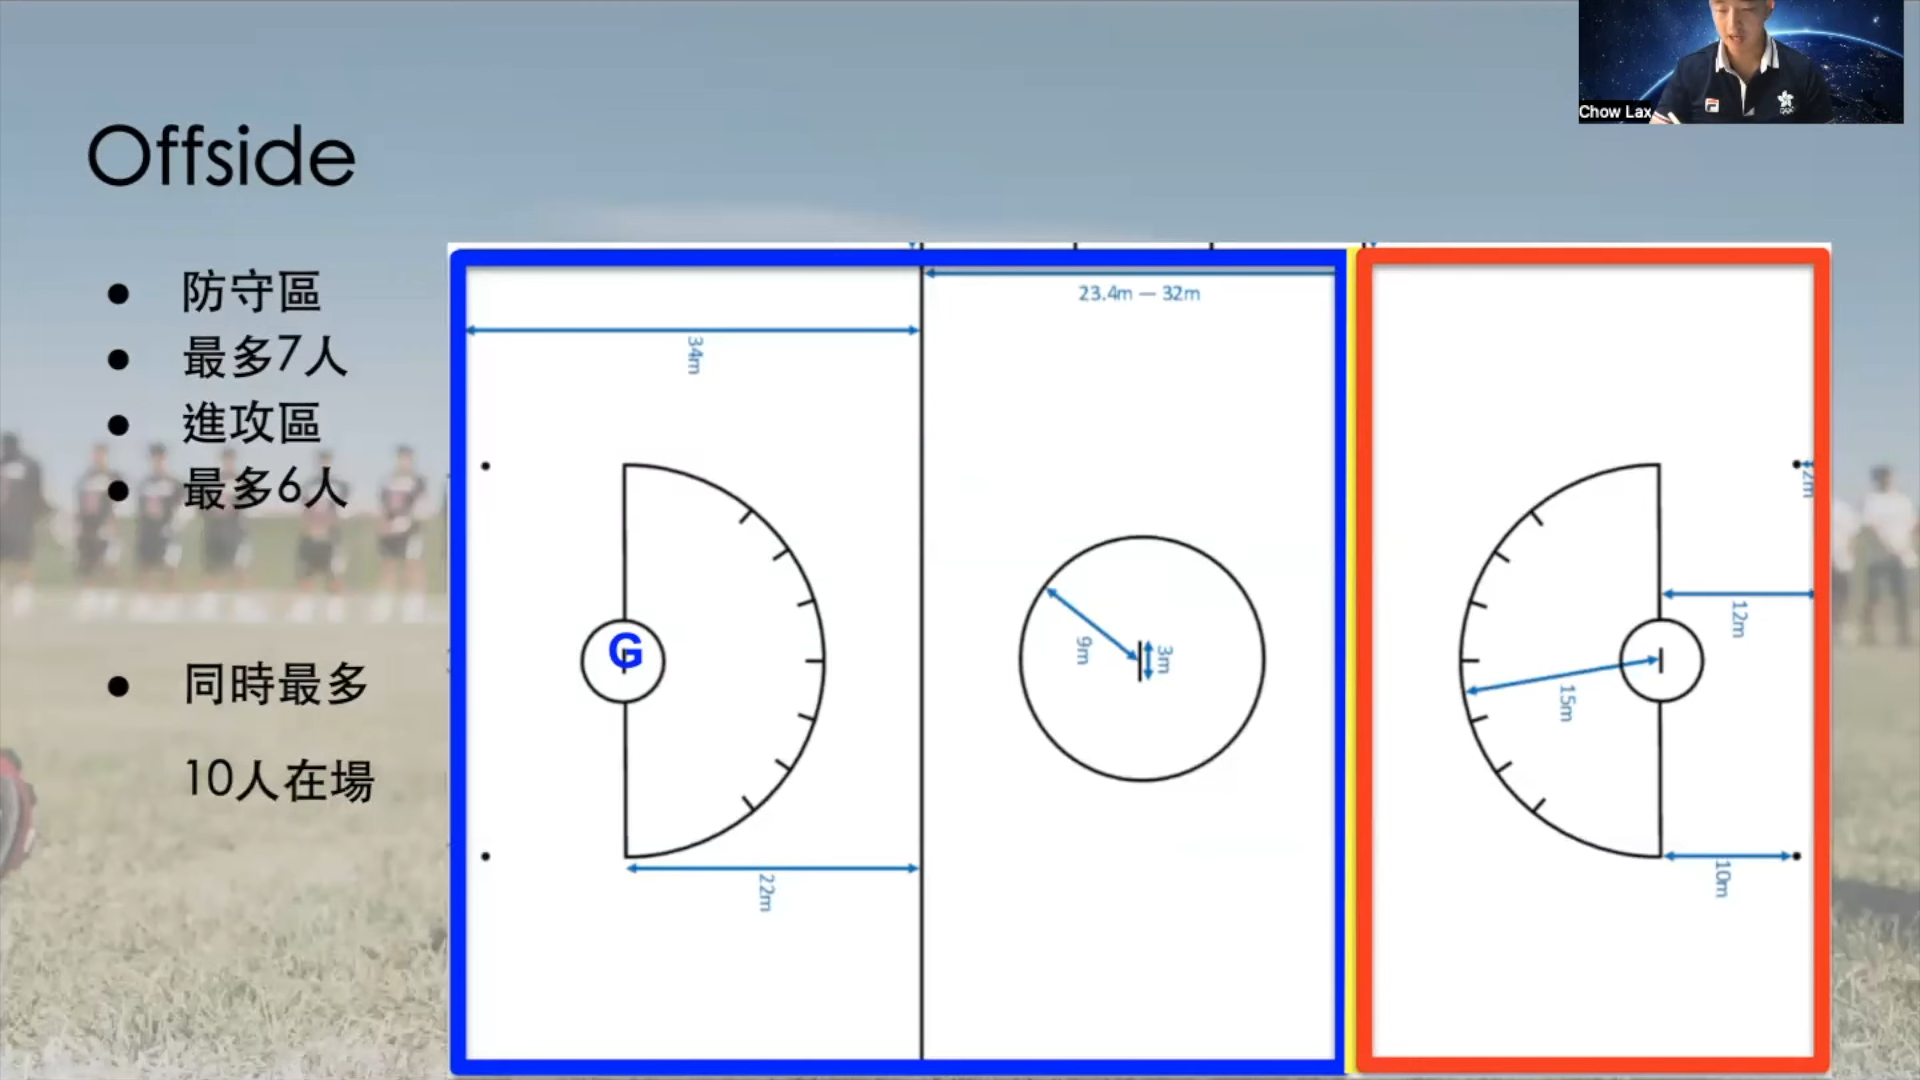 Chow Lax
Offside
防守區
最多7人
進攻區
最多6人
同時最多
10人在場
23.4m — 32m
34m
2m
12m
9m
3m
G
15m
22m
10m